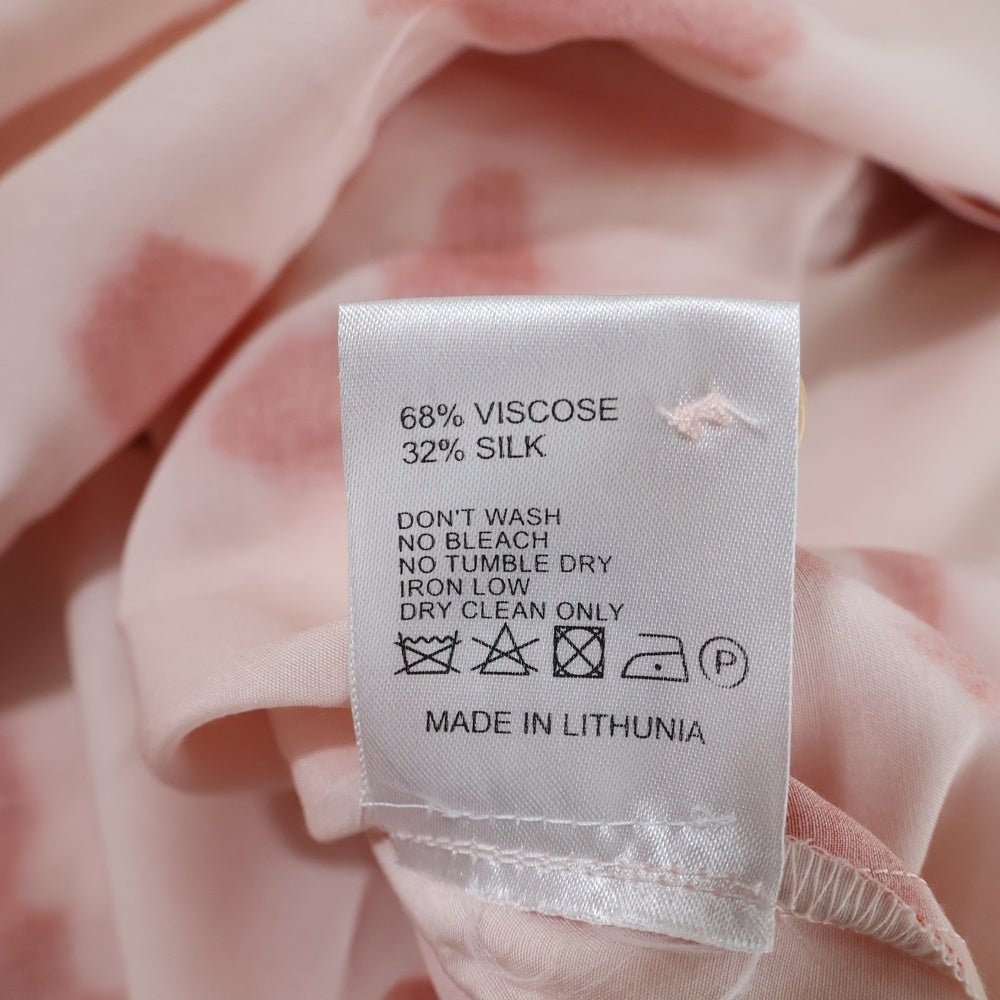 68% VISCOSE
32% SILK
DON'T WASH
NO BLEACH
NO TUMBLE DRY
IRON LOW
DRY CLEAN ONLY
P
MADE IN LITHUNIA